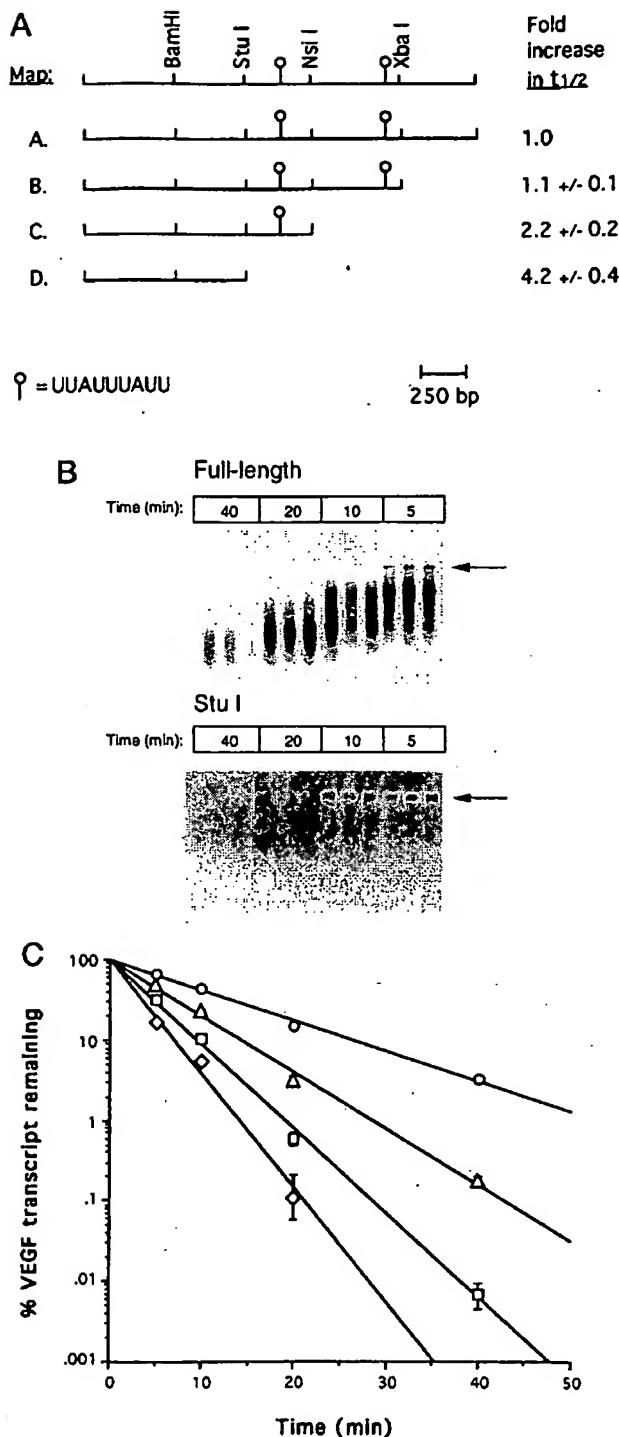 A
BamHI
Stu I
Nsi I
Xba I
Fold
increase
in t1/2
Map:
A. 1.0
B. 1.1 +/- 0.1
C. 2.2 +/- 0.2
D. 4.2 +/- 0.4
= UUAUUUAUU
250 bp
B
Full-length
Time (min): 40 20 10 5
Stu I
Time (min): 40 20 10 5
C
% VEGF transcript remaining
100
10
1
.1
.01
.001
0 10 20 30 40 50
Time (min)